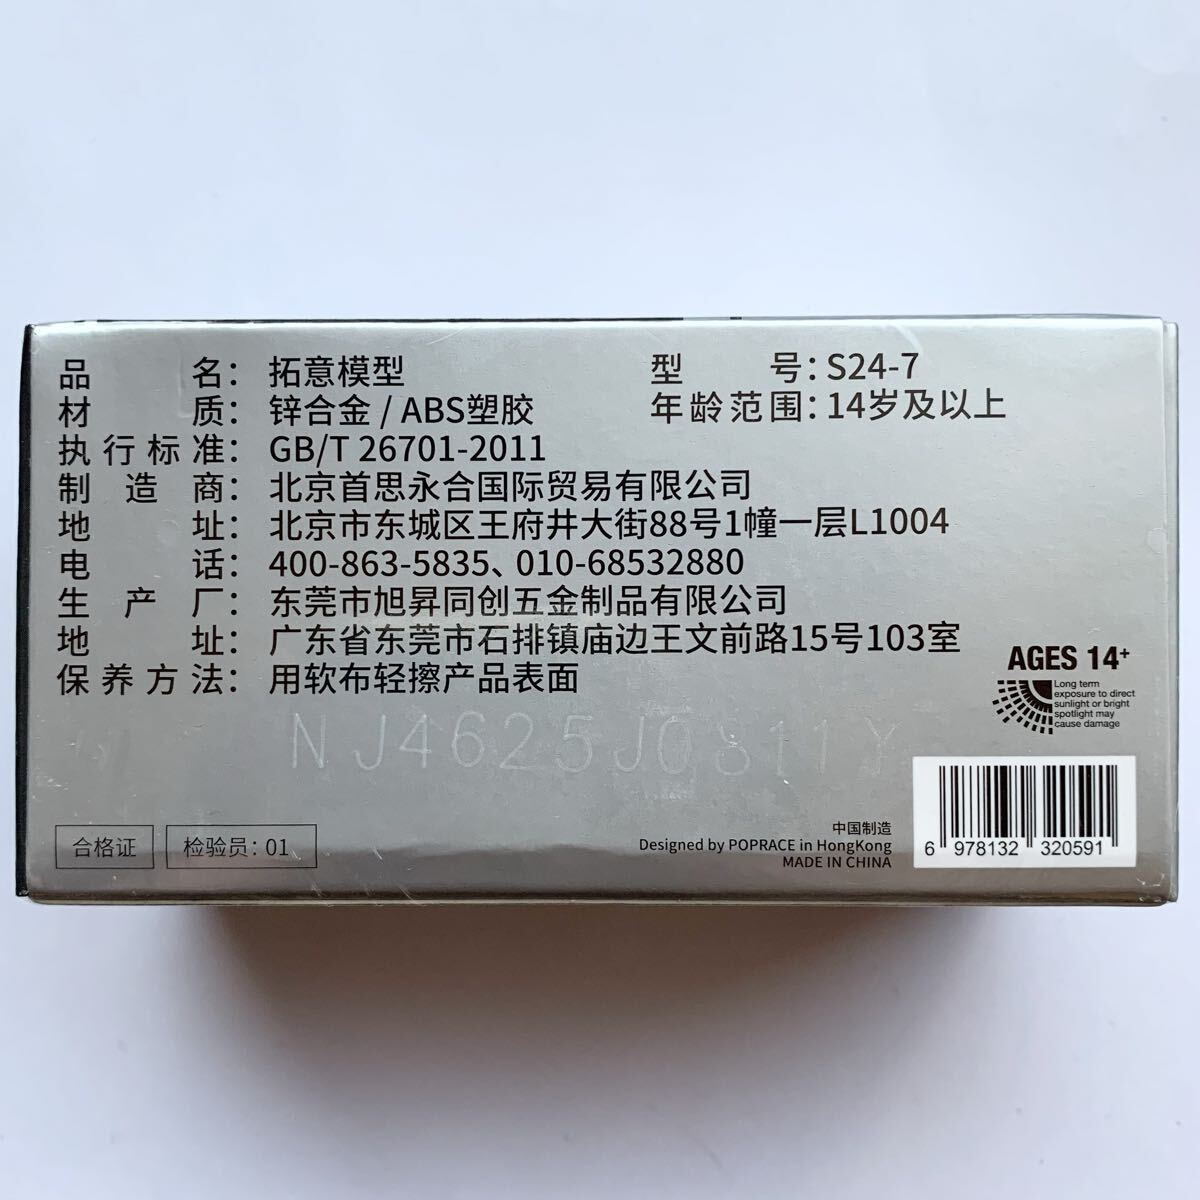 品名：拓意模型 型号：S24-7
材质：锌合金 / ABS塑胶 年龄范围：14岁及以上
执行标准：GB/T 26701-2011
制造商：北京首思永合国际贸易有限公司
地址：北京市东城区王府井大街88号1幢一层L1004
电话：400-863-5835、010-68532880
生产厂：东莞市旭昇同创五金制品有限公司
地址：广东省东莞市石排镇庙边王文前路15号103室
保养方法：用软布轻擦产品表面
AGES 14+
Long term
exposure to direct
sunlight or bright
spotlight may
cause damage
NJ4625J0811Y
合格证 检验员：01
中国制造
Designed by POPRACE in HongKong
MADE IN CHINA
6 978132 320591